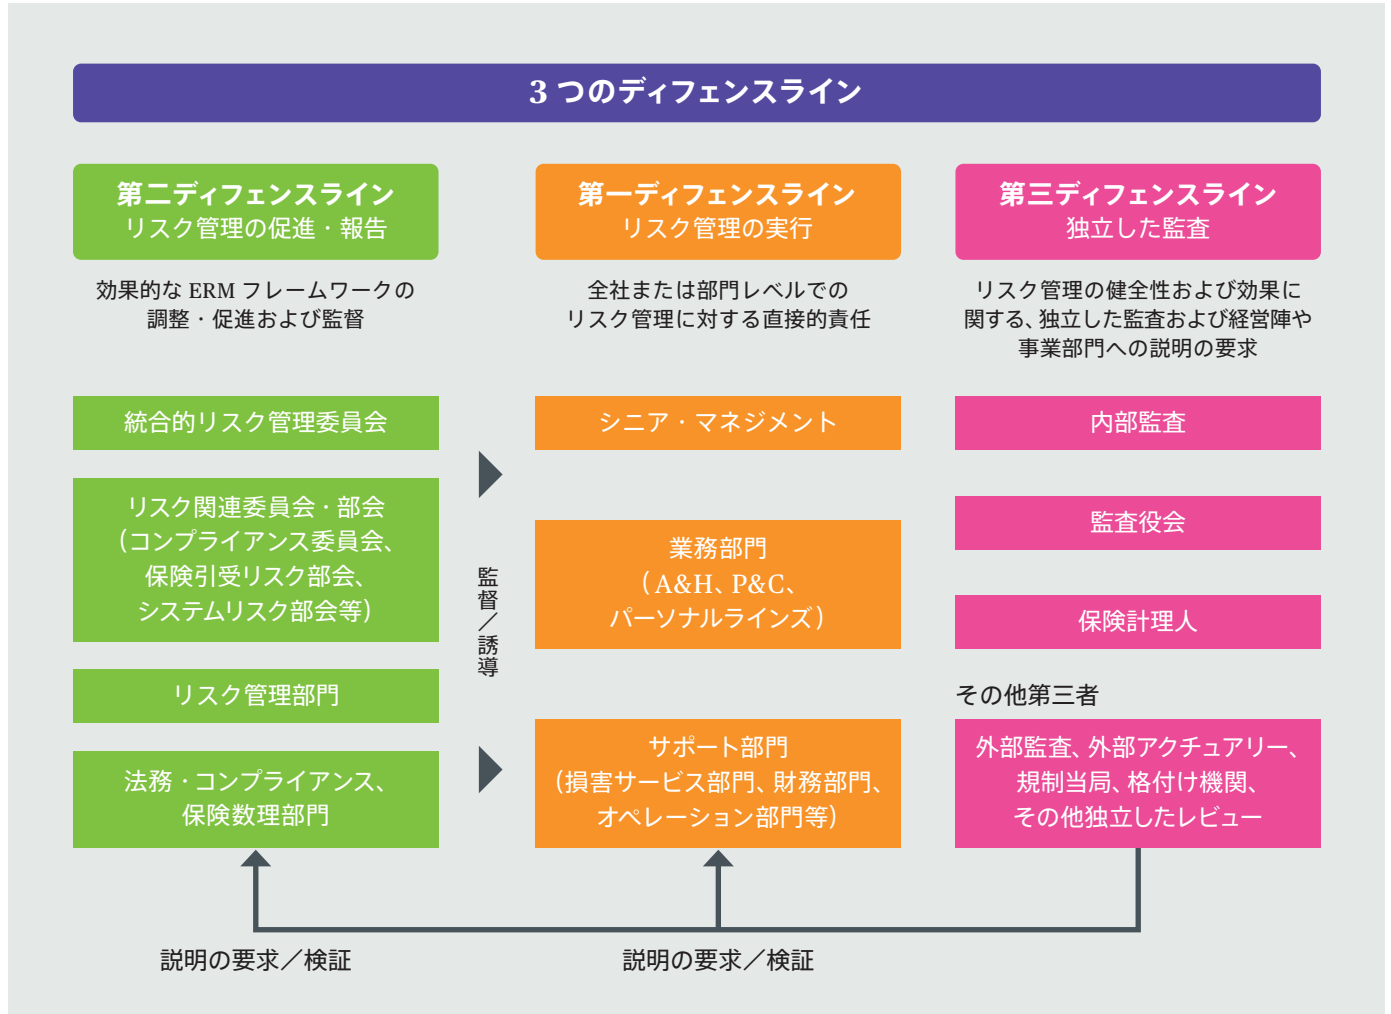 3 つのディフェンスライン
第二ディフェンスライン
リスク管理の促進・報告
効果的な ERM フレームワークの
調整・促進および監督
統合的リスク管理委員会
リスク関連委員会・部会
（コンプライアンス委員会、
保険引受リスク部会、
システムリスク部会等）
リスク管理部門
法務・コンプライアンス、
保険数理部門
監督／誘導
第一ディフェンスライン
リスク管理の実行
全社または部門レベルでの
リスク管理に対する直接的責任
シニア・マネジメント
業務部門
（A&H、P&C、
パーソナルラインズ）
サポート部門
（損害サービス部門、財務部門、
オペレーション部門等）
第三ディフェンスライン
独立した監査
リスク管理の健全性および効果に
関する、独立した監査および経営陣や
事業部門への説明の要求
内部監査
監査役会
保険計理人
その他第三者
外部監査、外部アクチュアリー、
規制当局、格付け機関、
その他独立したレビュー
説明の要求／検証
説明の要求／検証